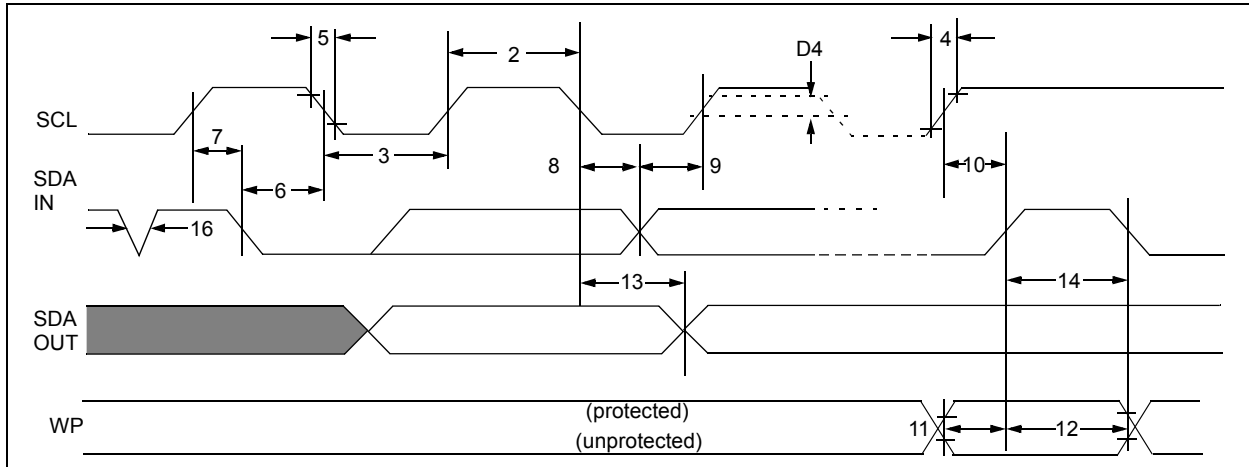 5
2
D4
4
SCL
7
3
8
9
10
SDA
IN
6
16
13
14
SDA
OUT
WP
(protected)
(unprotected)
11
12